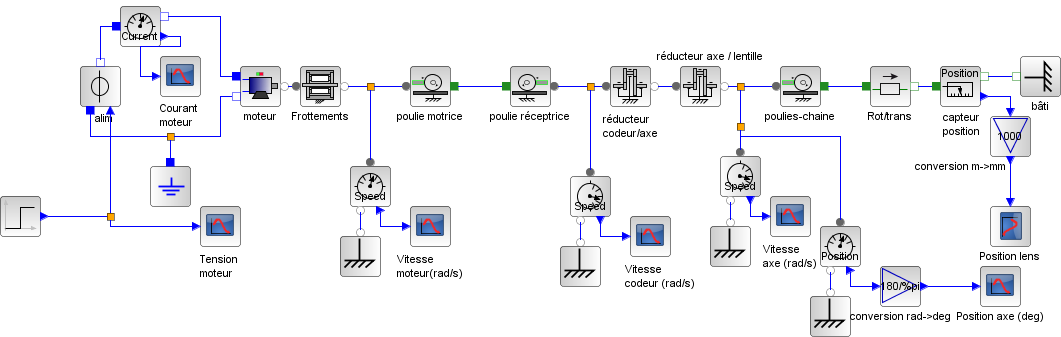 Current
alim
Courant
moteur
moteur
Frottements
poulie motrice
poulie réceptrice
réducteur
codeur/axe
réducteur axe / lentille
poulies-chaine
Rot/trans
Position
capteur
position
bâti
1000
conversion m->mm
Position lens
Tension
moteur
Speed
Vitesse
moteur(rad/s)
Speed
Vitesse
codeur (rad/s)
Speed
Vitesse
axe (rad/s)
Position
180/%pi
conversion rad->deg
Position axe (deg)